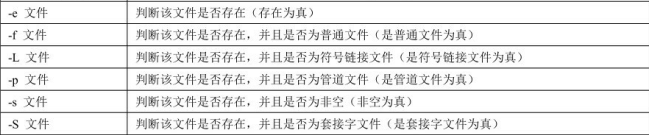 -e 文件 判断该文件是否存在（存在为真）
-f 文件 判断该文件是否存在，并且是否为普通文件（是普通文件为真）
-L 文件 判断该文件是否存在，并且是否为符号链接文件（是符号链接文件为真）
-p 文件 判断该文件是否存在，并且是否为管道文件（是管道文件为真）
-s 文件 判断该文件是否存在，并且是否为非空（非空为真）
-S 文件 判断该文件是否存在，并且是否为套接字文件（是套接字文件为真）